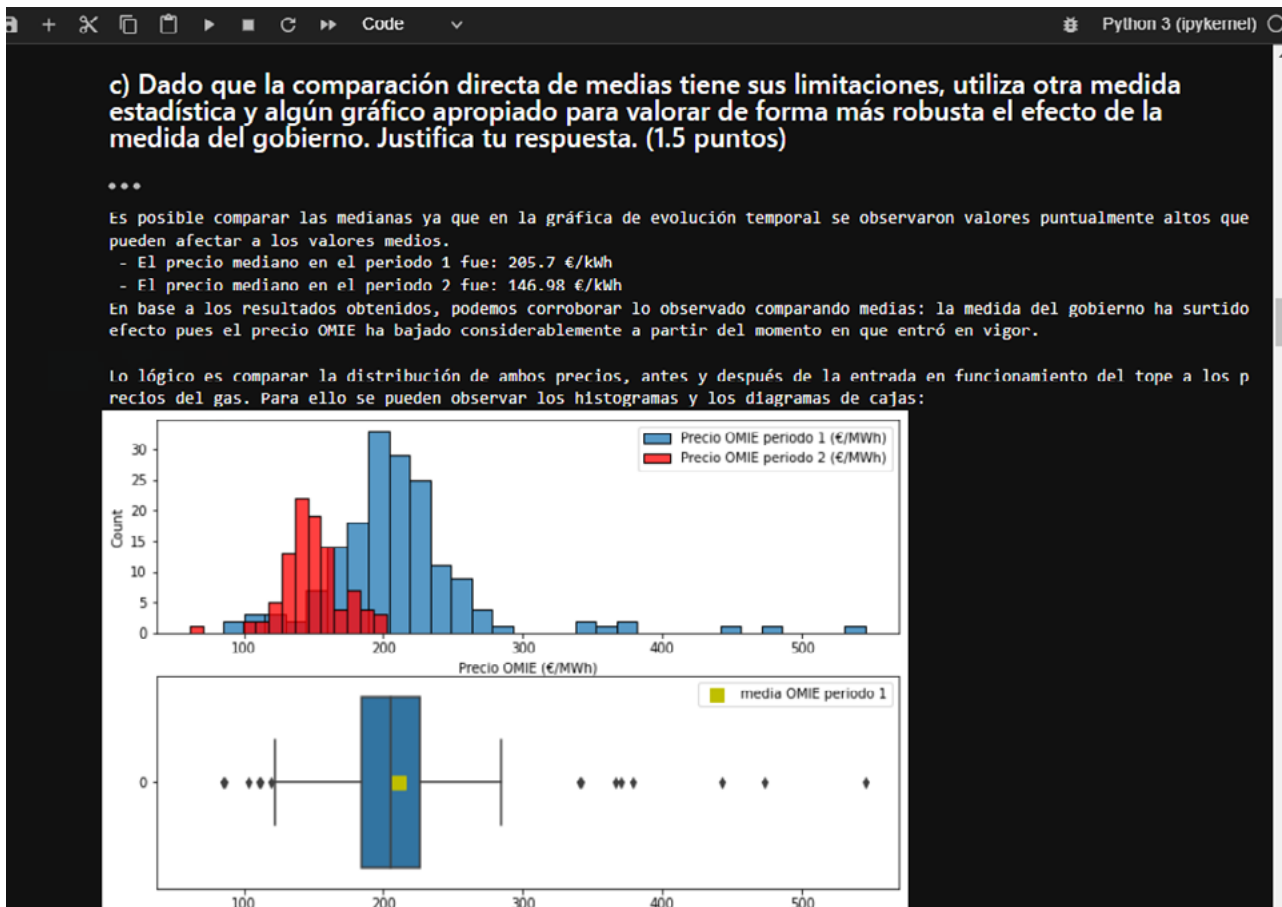 Code
Python 3 (ipykernel)
c) Dado que la comparación directa de medias tiene sus limitaciones, utiliza otra medida
estadística y algún gráfico apropiado para valorar de forma más robusta el efecto de la
medida del gobierno. Justifica tu respuesta. (1.5 puntos)
Es posible comparar las medianas ya que en la gráfica de evolución temporal se observaron valores puntualmente altos que
pueden afectar a los valores medios.
- El precio mediano en el periodo 1 fue: 205.7 €/kWh
- El precio mediano en el periodo 2 fue: 146.98 €/kWh
En base a los resultados obtenidos, podemos corroborar lo observado comparando medias: la medida del gobierno ha surtido
efecto pues el precio OMIE ha bajado considerablemente a partir del momento en que entró en vigor.
Lo lógico es comparar la distribución de ambos precios, antes y después de la entrada en funcionamiento del tope a los p
recios del gas. Para ello se pueden observar los histogramas y los diagramas de cajas:
Precio OMIE periodo 1 (€/MWh)
Precio OMIE periodo 2 (€/MWh)
30
25
20
15
10
5
0
Count
100 200 300 400 500
Precio OMIE (€/MWh)
media OMIE periodo 1
0
100 200 300 400 500